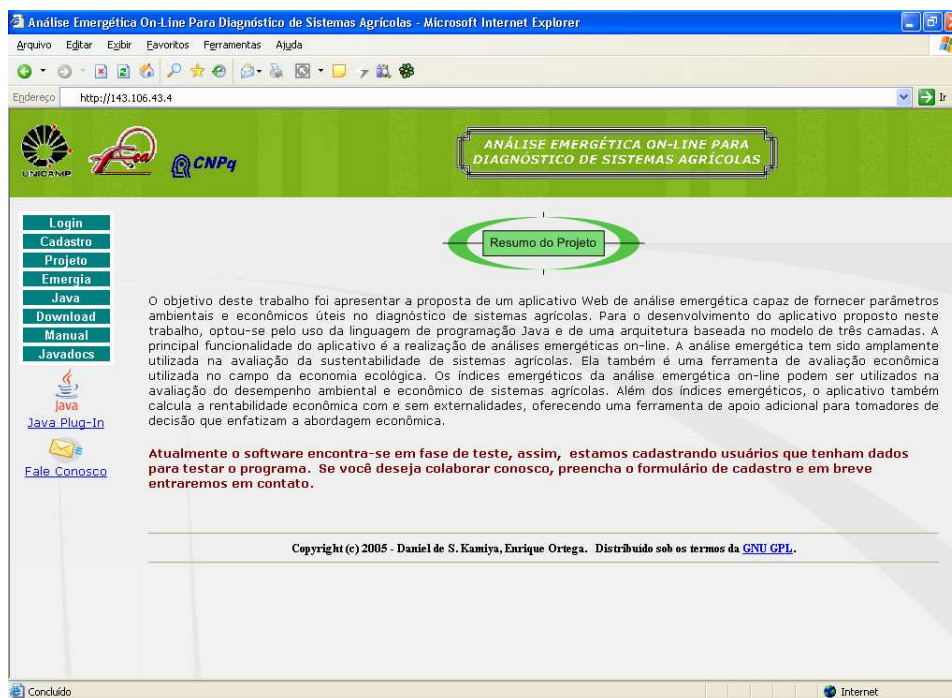 Análise Emergética On-Line Para Diagnóstico de Sistemas Agrícolas - Microsoft Internet Explorer
Arquivo Editar Exibir Favoritos Ferramentas Ajuda
Endereço http://143.106.43.4 Ir
UNICAMP
fea
CNPq
ANÁLISE EMERGÉTICA ON-LINE PARA
DIAGNÓSTICO DE SISTEMAS AGRÍCOLAS
Login
Cadastro
Projeto
Emergia
Java
Download
Manual
Javadocs
Java
Java Plug-In
Fale Conosco
Resumo do Projeto
O objetivo deste trabalho foi apresentar a proposta de um aplicativo Web de análise emergética capaz de fornecer parâmetros
ambientais e econômicos úteis no diagnóstico de sistemas agrícolas. Para o desenvolvimento do aplicativo proposto neste
trabalho, optou-se pelo uso da linguagem de programação Java e de uma arquitetura baseada no modelo de três camadas. A
principal funcionalidade do aplicativo é a realização de análises emergéticas on-line. A análise emergética tem sido amplamente
utilizada na avaliação da sustentabilidade de sistemas agrícolas. Ela também é uma ferramenta de avaliação econômica
utilizada no campo da economia ecológica. Os índices emergéticos da análise emergética on-line podem ser utilizados na
avaliação do desempenho ambiental e econômico de sistemas agrícolas. Além dos índices emergéticos, o aplicativo também
calcula a rentabilidade econômica com e sem externalidades, oferecendo uma ferramenta de apoio adicional para tomadores de
decisão que enfatizam a abordagem econômica.
Atualmente o software encontra-se em fase de teste, assim, estamos cadastrando usuários que tenham dados
para testar o programa. Se você deseja colaborar conosco, preencha o formulário de cadastro e em breve
entraremos em contato.
Copyright (c) 2005 - Daniel de S. Kamiya, Enrique Ortega. Distribuído sob os termos da GNU GPL.
Concluído Internet